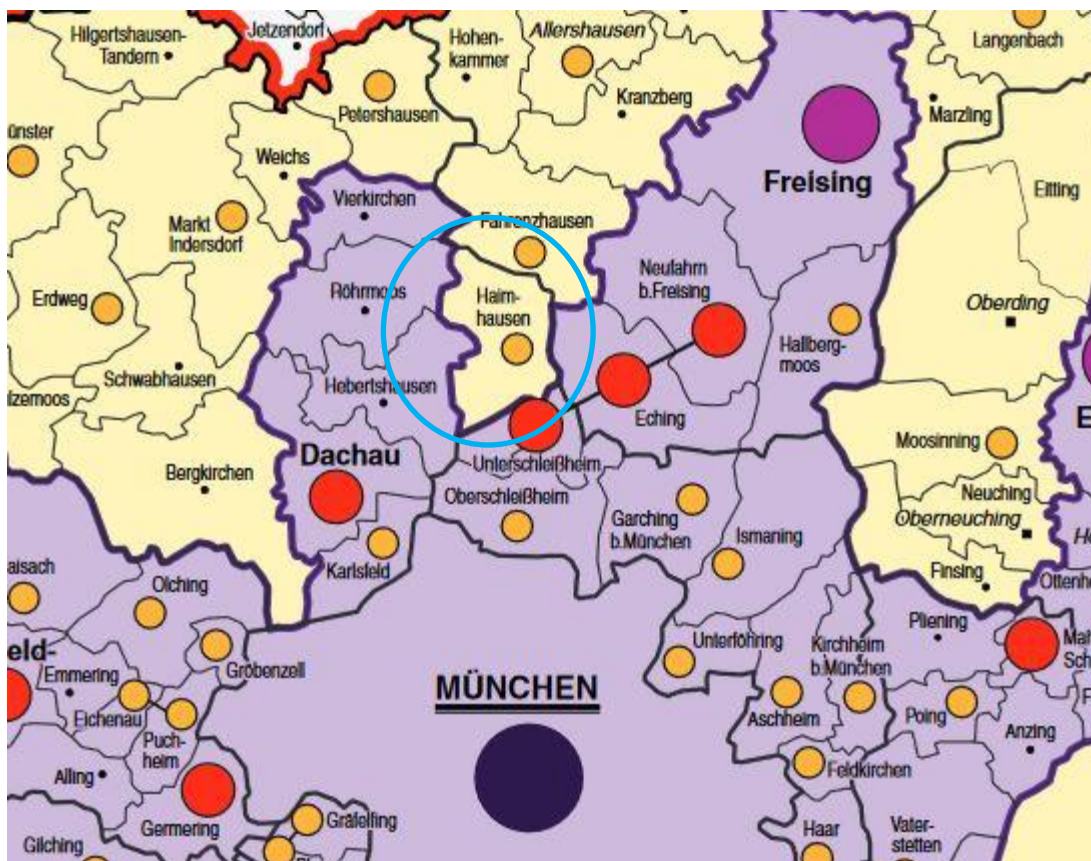 Jetzendorf
Hilgertshausen-
Tandern
Hohen-
kammer
Allershausen
Langenbach
Petershausen
Kranzberg
Marzling
ünster
Weichs
Freising
Eitting
Vierkirchen
Markt
Indersdorf
Fahrenzhausen
Neufahrn
b.Freising
Erdweg
Röhrmoos
Haim-
hausen
Oberding
Hallberg-
moos
Schwabhausen
Hebertshausen
Eching
Moosinning
Dachau
Unterschleißheim
Bergkirchen
Oberschleißheim
Garching
b.München
Ismaning
Neuching
Oberneuching
Karlsfeld
Finsing
Ottenh
aisach
Olching
Pliening
eld-
Emmering
Gröbenzell
Unterföhring
Kirchheim
b.München
MÜNCHEN
Eichenau
Puch-
heim
Aschheim
Poing
Anzing
Alling
Feldkirchen
Germering
Gräfelfing
Gilching
Haar
Vater-
stetten